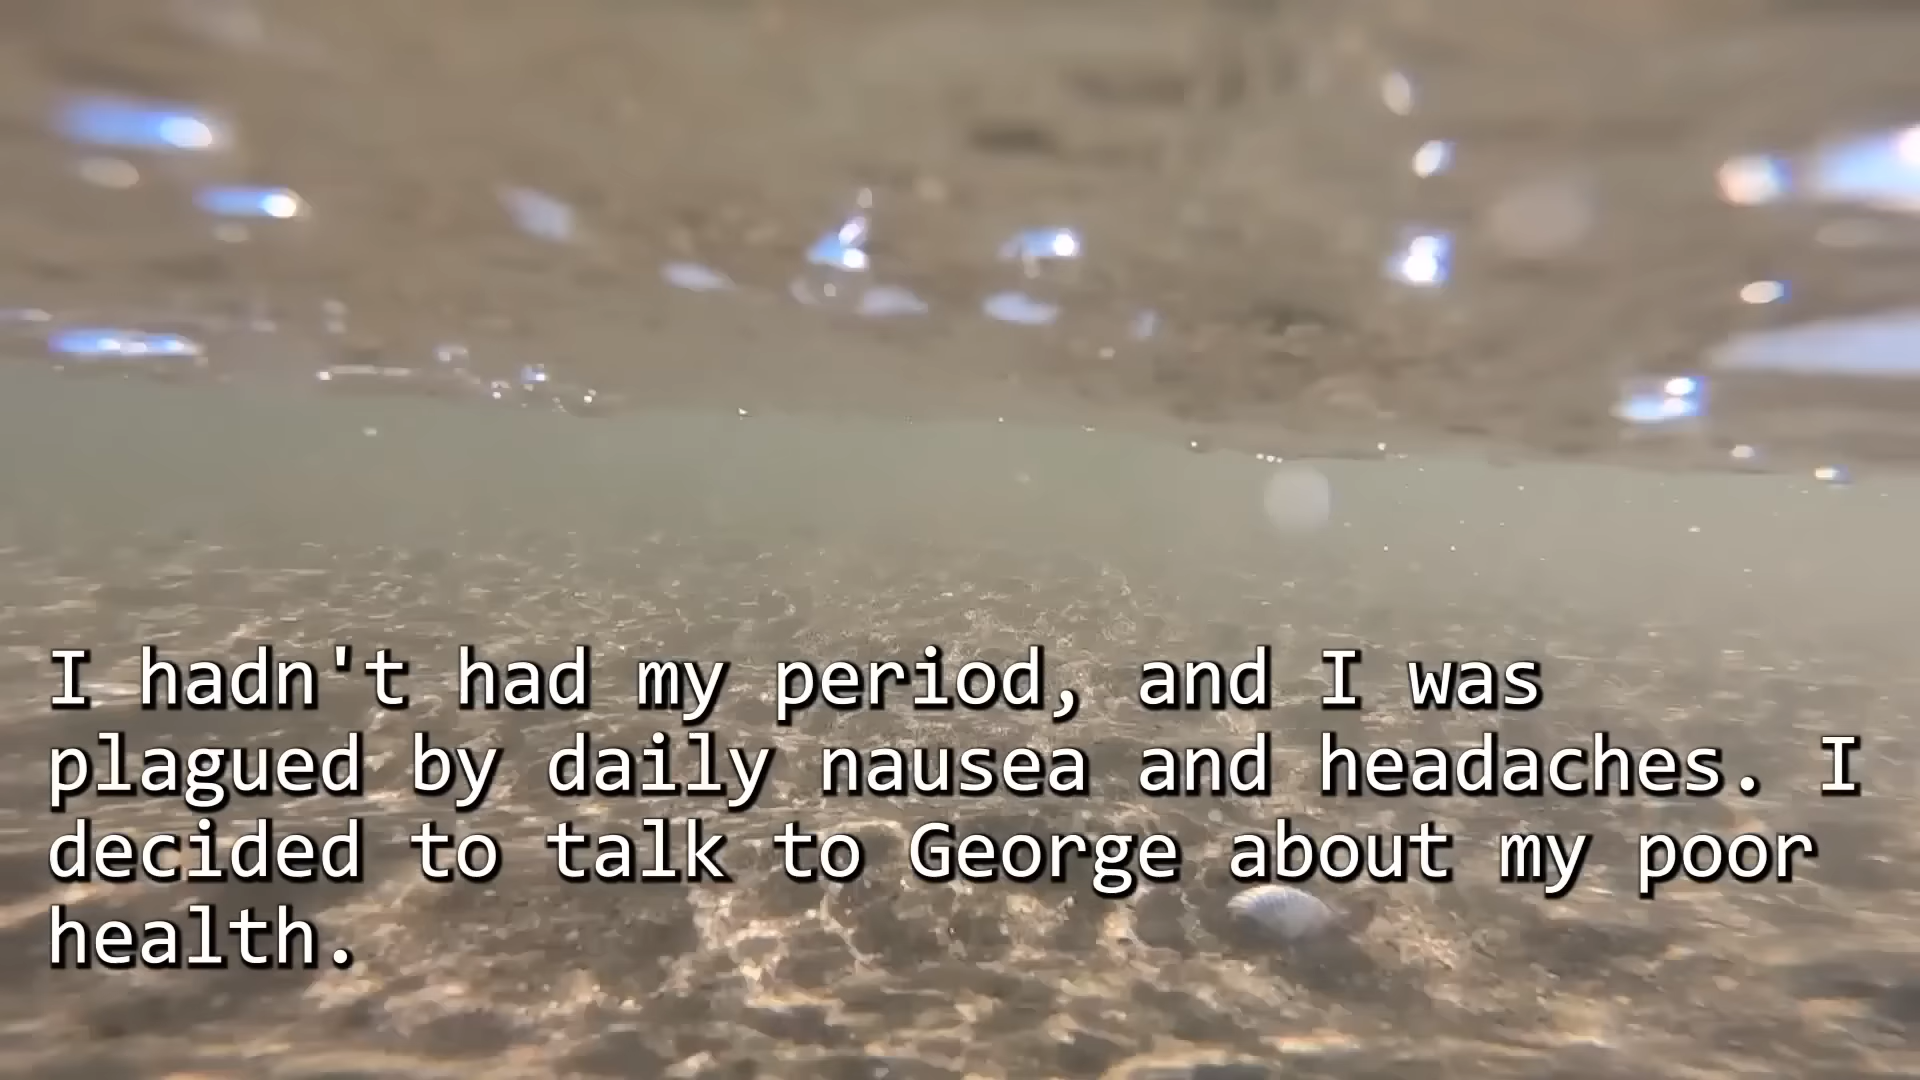 I hadn't had my period, and I was
plagued by daily nausea and headaches. I
decided to talk to George about my poor
health.